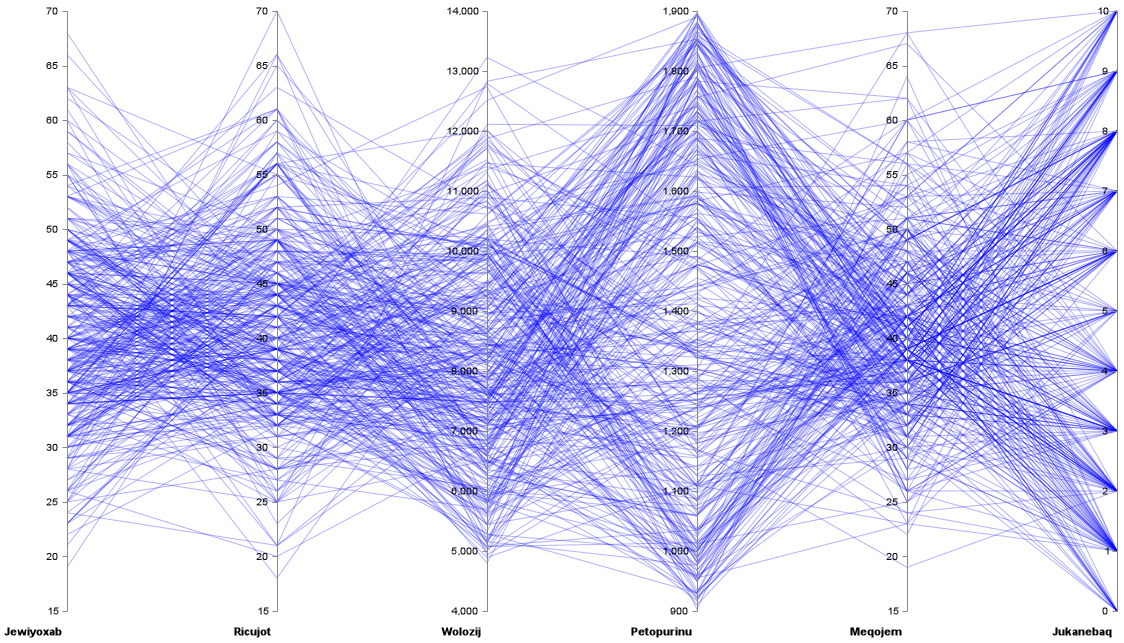 70 70 14,000 1,900 70 10
65 65 13,000 1,800 65 9
60 60 12,000 1,700 60 8
55 55 11,000 1,600 55 7
50 50 10,000 1,500 50 6
45 45 9,000 1,400 45 5
40 40 8,000 1,300 40 4
35 35 7,000 1,200 35 3
30 30 6,000 1,100 30 2
25 25 5,000 1,000 25 1
20 20 20
15 15 4,000 900 15 0
Jewiyoxab Ricujot Wolozij Petopurinu Meqojem Jukanebaq